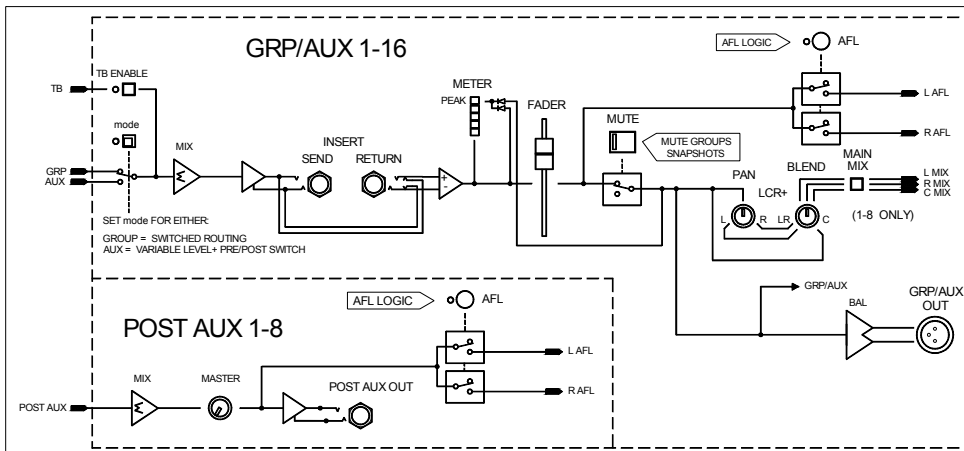 GRP/AUX 1-16
AFL LOGIC
AFL
TB ENABLE
TB
METER
PEAK
FADER
L AFL
mode
MUTE
MUTE GROUPS
SNAPSHOTS
R AFL
MIX
INSERT
SEND
RETURN
GRP
AUX
Σ
+
-
PAN
BLEND
MAIN
MIX
LCR+
L MIX
R MIX
C MIX
L
R
LR
C
(1-8 ONLY)
SET mode FOR EITHER:
GROUP = SWITCHED ROUTING
AUX = VARIABLE LEVEL+ PRE/POST SWITCH
GRP/AUX
BAL
GRP/AUX
OUT
AFL LOGIC
AFL
POST AUX 1-8
L AFL
MIX
MASTER
POST AUX OUT
R AFL
POST AUX
Σ